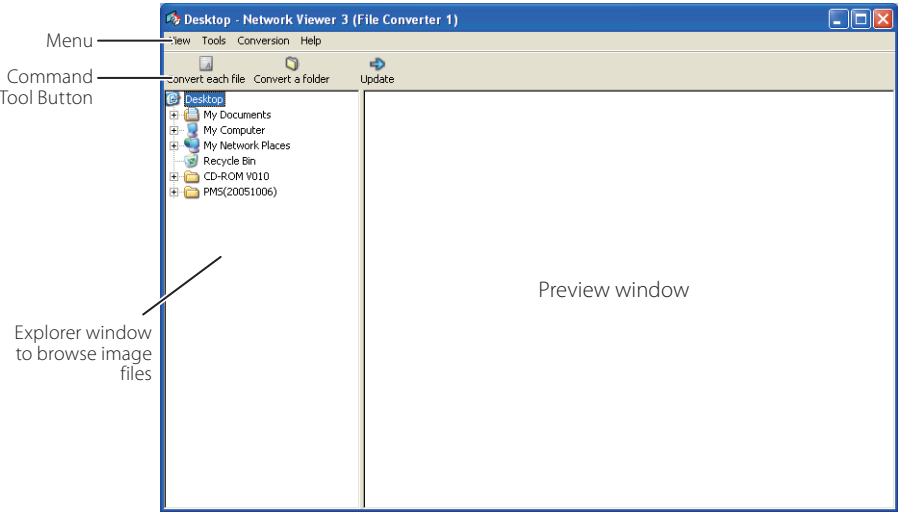 Desktop - Network Viewer 3 (File Converter 1)
Menu
View Tools Conversion Help
Command
Tool Button
Convert each file Convert a folder Update
Desktop
My Documents
My Computer
My Network Places
Recycle Bin
CD-ROM V010
PMS(20051006)
Preview window
Explorer window
to browse image
files